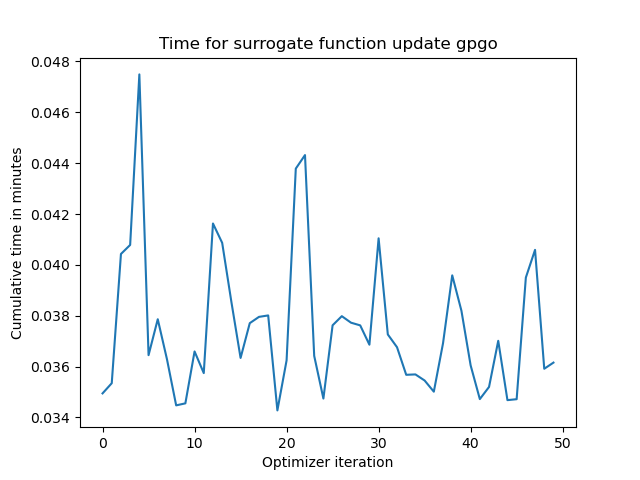 Time for surrogate function update gpgo
0.048
0.046
0.044
0.042
0.040
0.038
0.036
0.034
Cumulative time in minutes
0 10 20 30 40 50
Optimizer iteration